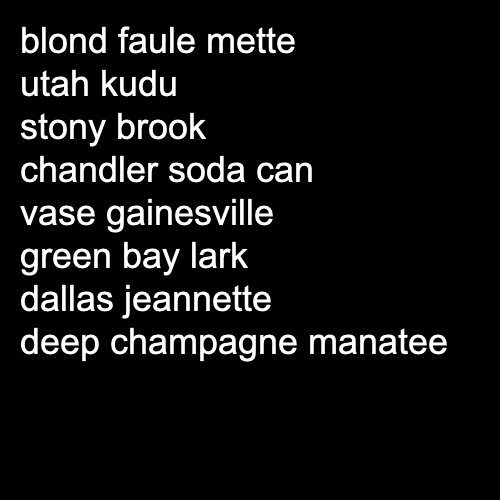 blond faule mette
utah kudu
stony brook
chandler soda can
vase gainesville
green bay lark
dallas jeannette
deep champagne manatee